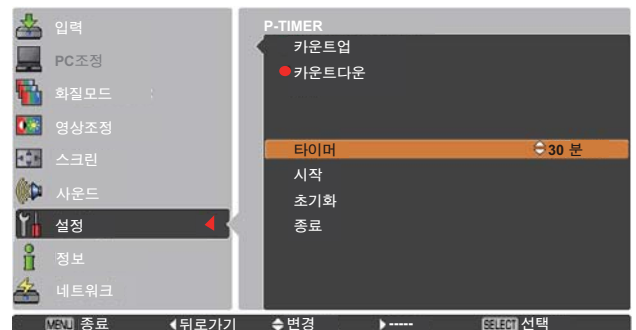 입력
PC조정
화질모드 :
영상조정
스크린
사운드
설정
정보
네트워크
P-TIMER
카운트업
카운트다운
타이머 30 분
시작
초기화
종료
MENU 종료 뒤로가기 변경 ----- SELECT 선택